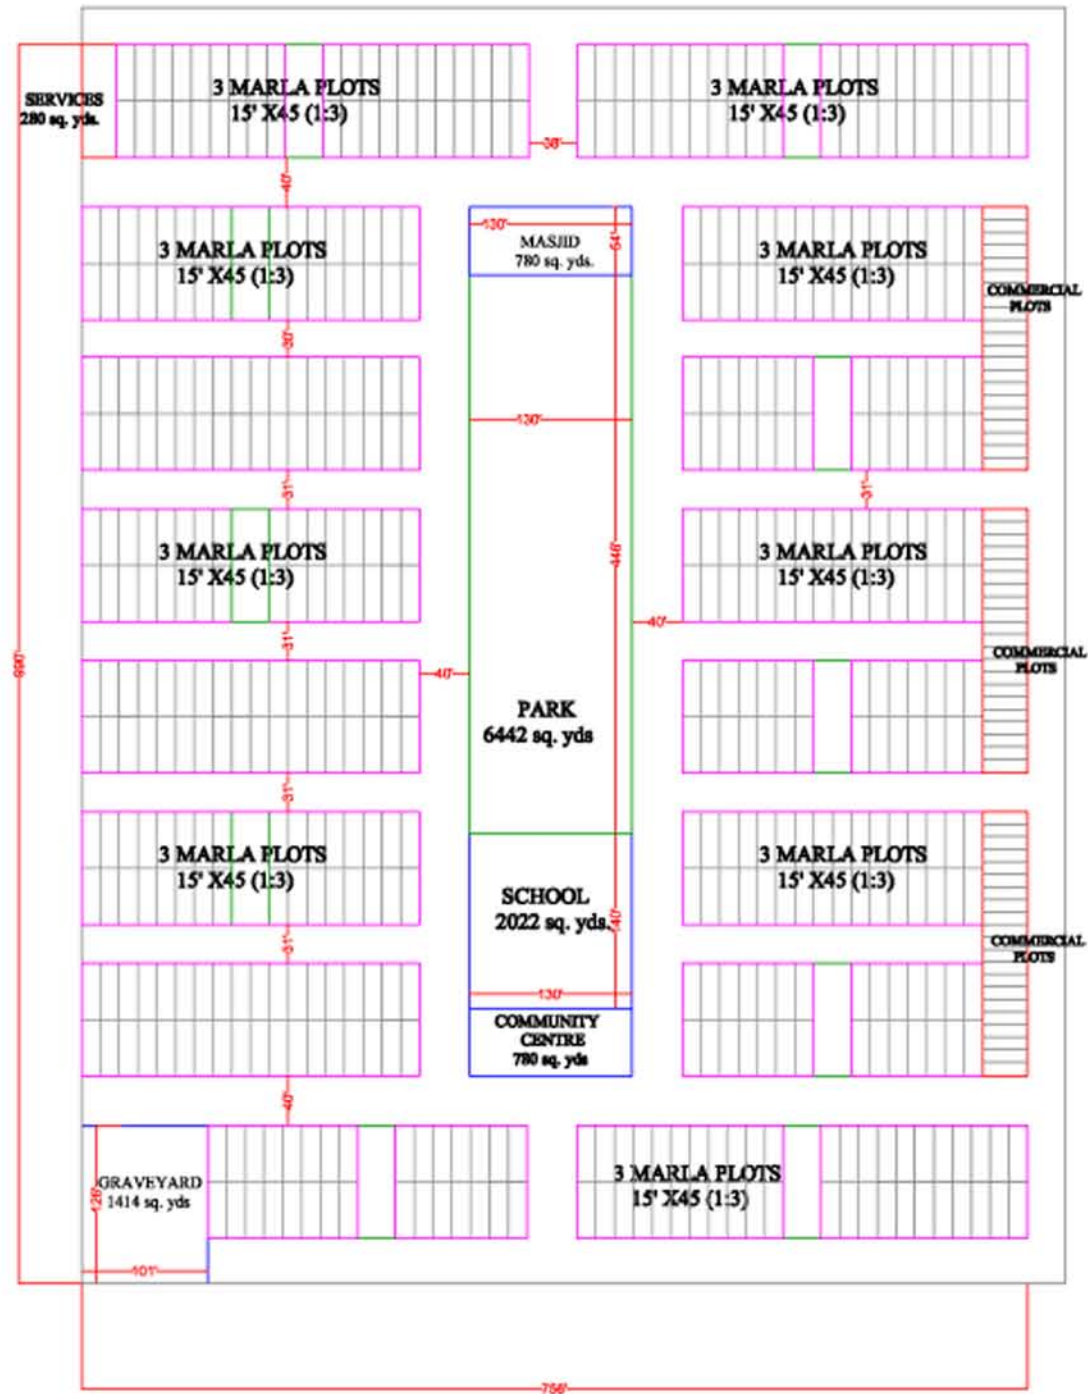 3 MARLA PLOTS
15' X45 (1:3)
3 MARLA PLOTS
15' X45 (1:3)
SERVICES
280 sq. yds.
40'
130'
MASJID
780 sq. yds.
64'
3 MARLA PLOTS
15' X45 (1:3)
3 MARLA PLOTS
15' X45 (1:3)
COMMERCIAL
PLOTS
30'
130'
31'
31'
446'
3 MARLA PLOTS
15' X45 (1:3)
3 MARLA PLOTS
15' X45 (1:3)
31'
40'
990'
COMMERCIAL
PLOTS
40'
PARK
6442 sq. yds
31'
3 MARLA PLOTS
15' X45 (1:3)
3 MARLA PLOTS
15' X45 (1:3)
SCHOOL
2022 sq. yds.
140'
31'
COMMERCIAL
PLOTS
130'
COMMUNITY
CENTRE
780 sq. yds
40'
GRAVEYARD
1414 sq. yds
126'
101'
3 MARLA PLOTS
15' X45 (1:3)
756'